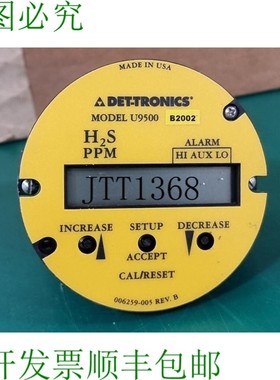 图必究
MADE IN USA
DET-TRONICS®
MODEL U9500 B2002
H₂S
PPM
ALARM
HI AUX LO
JTT1368
INCREASE SETUP DECREASE
ACCEPT
CAL/RESET
006259-005 REV. B
开发票顺丰包邮